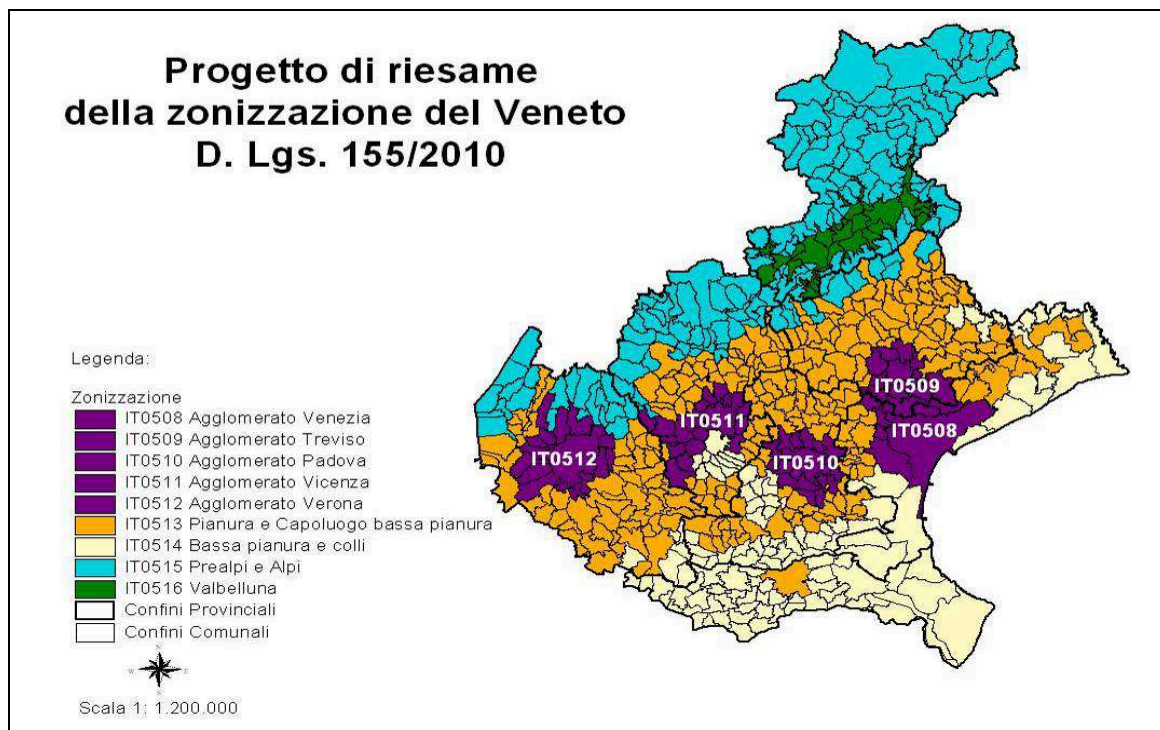 Progetto di riesame
della zonizzazione del Veneto
D. Lgs. 155/2010
Legenda:
Zonizzazione
IT0508 Agglomerato Venezia
IT0509 Agglomerato Treviso
IT0510 Agglomerato Padova
IT0511 Agglomerato Vicenza
IT0512 Agglomerato Verona
IT0513 Pianura e Capoluogo bassa pianura
IT0514 Bassa pianura e colli
IT0515 Prealpi e Alpi
IT0516 Valbelluna
Confini Provinciali
Confini Comunali
N
W E
S
Scala 1: 1.200.000
IT0509
IT0511
IT0508
IT0512
IT0510